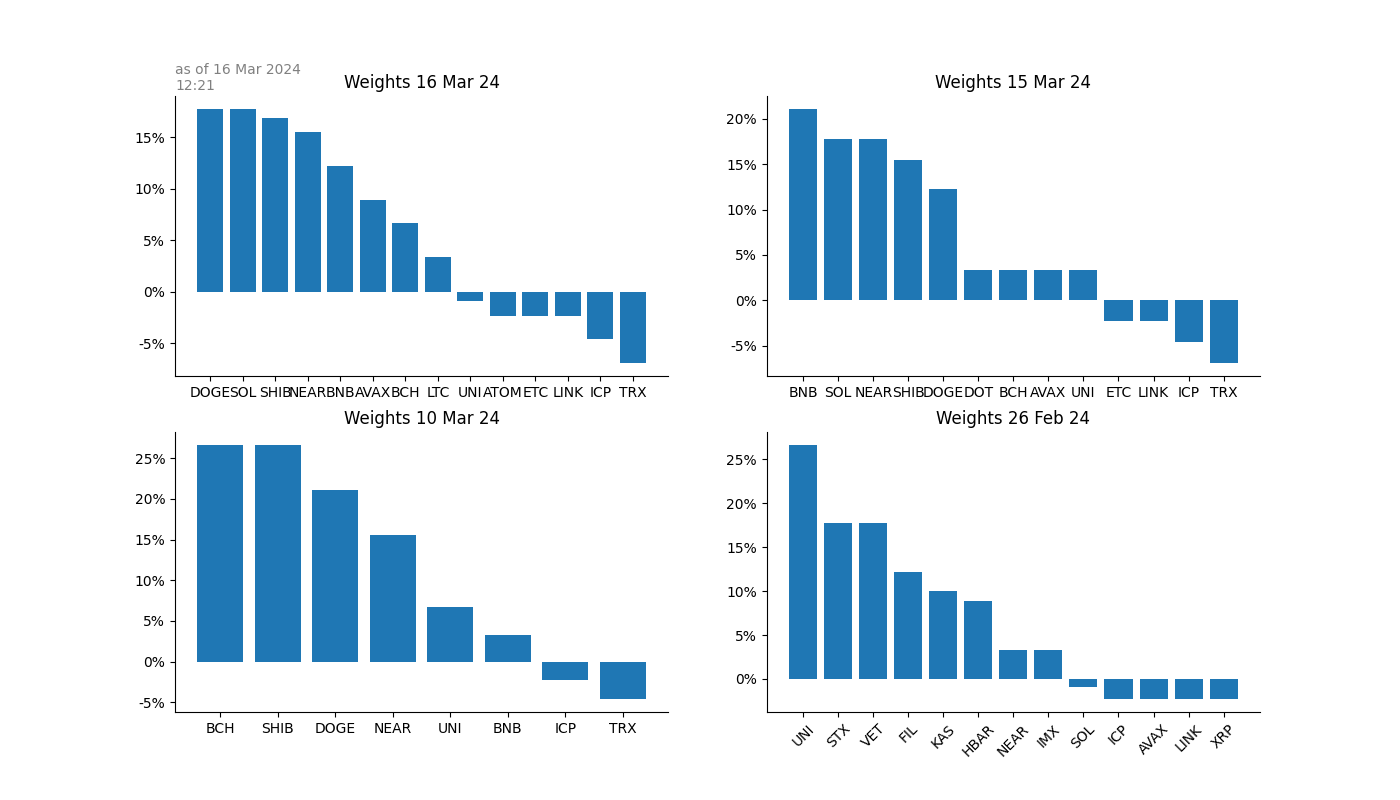 as of 16 Mar 2024
12:21
Weights 16 Mar 24
15%
10%
5%
0%
-5%
DOGE SOL SHIB NEAR BNB AVAX BCH LTC UNI ATOM ETC LINK ICP TRX
Weights 15 Mar 24
20%
15%
10%
5%
0%
-5%
BNB SOL NEAR SHIB DOGE DOT BCH AVAX UNI ETC LINK ICP TRX
Weights 10 Mar 24
25%
20%
15%
10%
5%
0%
-5%
BCH SHIB DOGE NEAR UNI BNB ICP TRX
Weights 26 Feb 24
25%
20%
15%
10%
5%
0%
UNI STX VET FIL KAS HBAR NEAR IMX SOL ICP AVAX LINK XRP